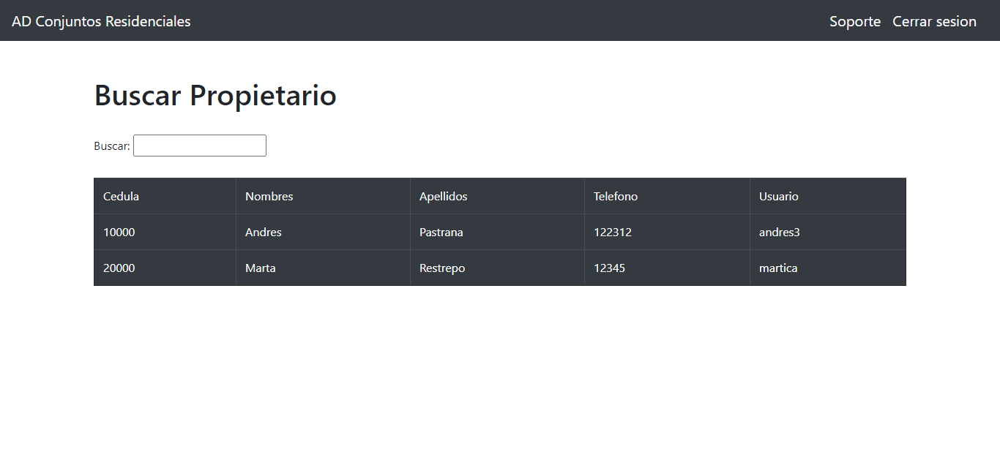 AD Conjuntos Residenciales Soporte Cerrar sesion
Buscar Propietario
Buscar:
Cedula Nombres Apellidos Telefono Usuario
10000 Andres Pastrana 122312 andres3
20000 Marta Restrepo 12345 martica